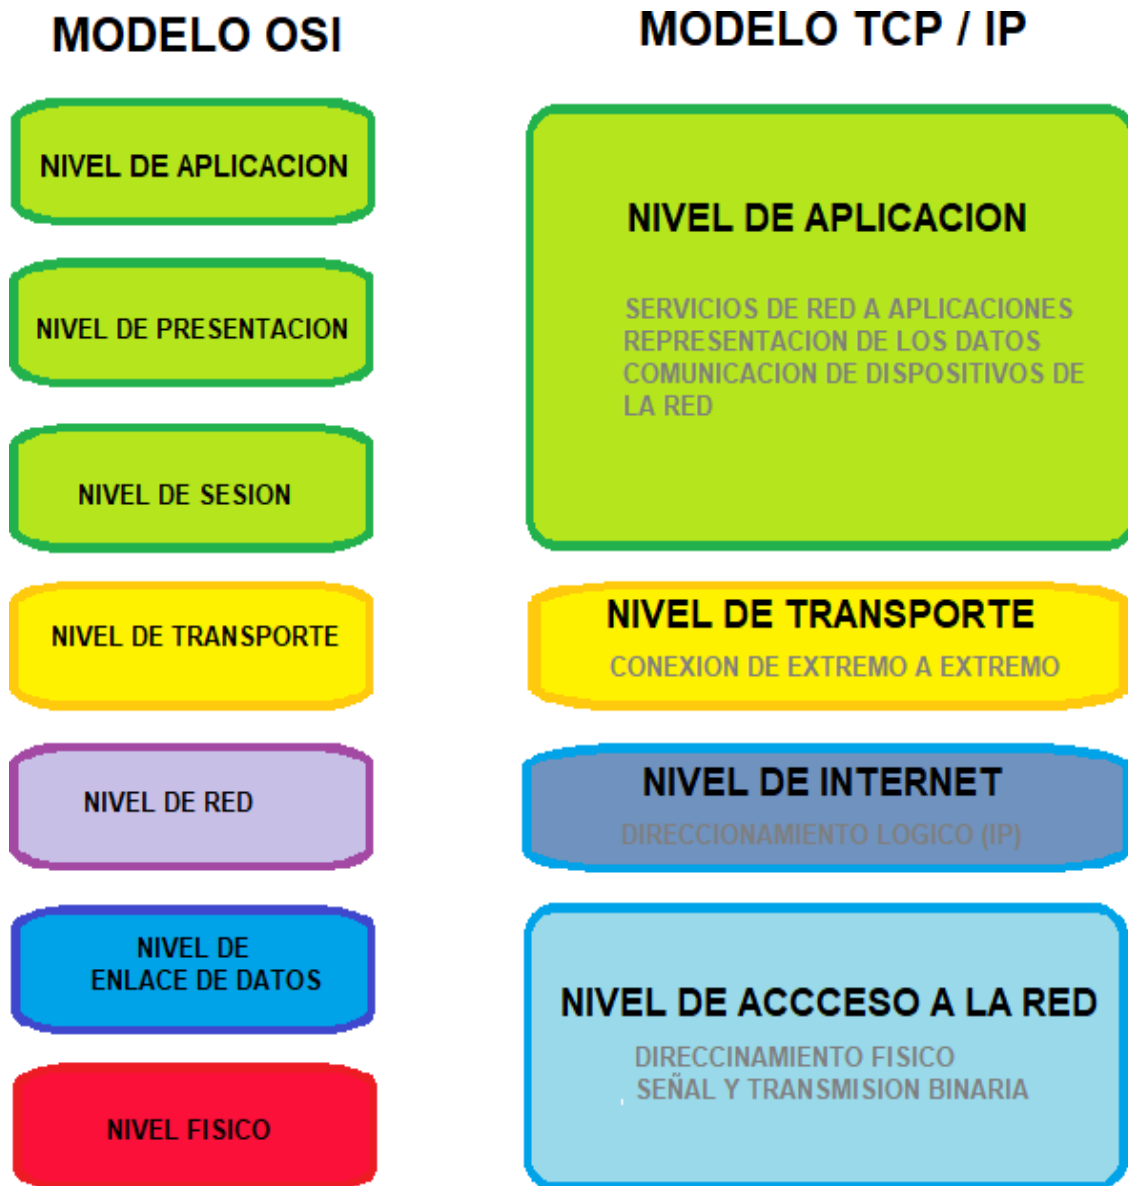 MODELO OSI
NIVEL DE APLICACION
NIVEL DE PRESENTACION
NIVEL DE SESION
NIVEL DE TRANSPORTE
NIVEL DE RED
NIVEL DE
ENLACE DE DATOS
NIVEL FISICO
MODELO TCP / IP
NIVEL DE APLICACION
SERVICIOS DE RED A APLICACIONES
REPRESENTACION DE LOS DATOS
COMUNICACION DE DISPOSITIVOS DE
LA RED
NIVEL DE TRANSPORTE
CONEXION DE EXTREMO A EXTREMO
NIVEL DE INTERNET
DIRECCIONAMIENTO LOGICO (IP)
NIVEL DE ACCCESO A LA RED
DIRECCINAMIENTO FISICO
SEÑAL Y TRANSMISION BINARIA